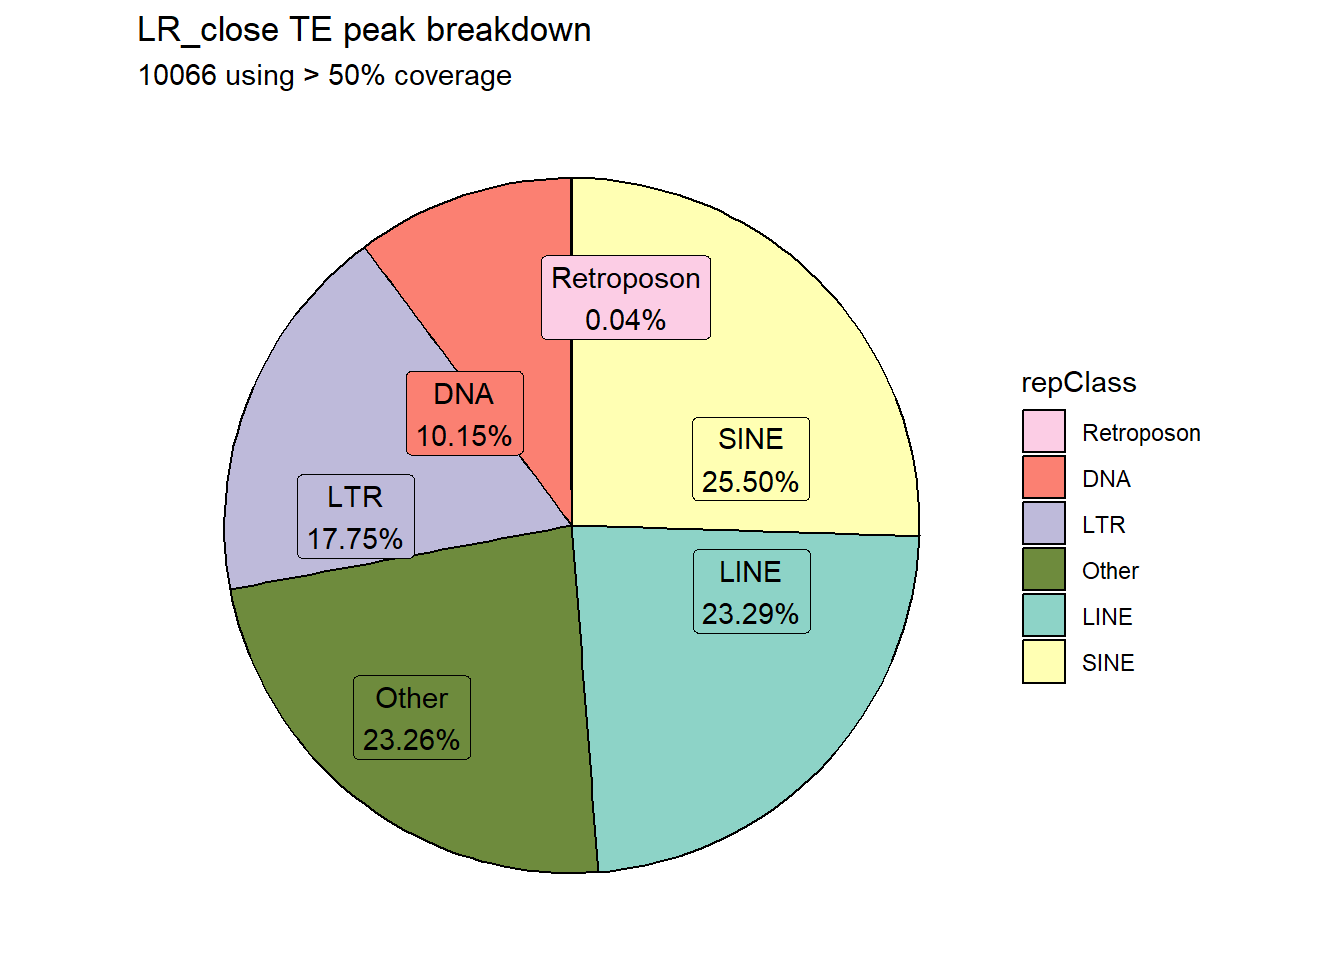 LR_close TE peak breakdown
10066 using > 50% coverage
Retroposon
0.04%
DNA
10.15%
SINE
25.50%
LTR
17.75%
LINE
23.29%
Other
23.26%
repClass
Retroposon
DNA
LTR
Other
LINE
SINE